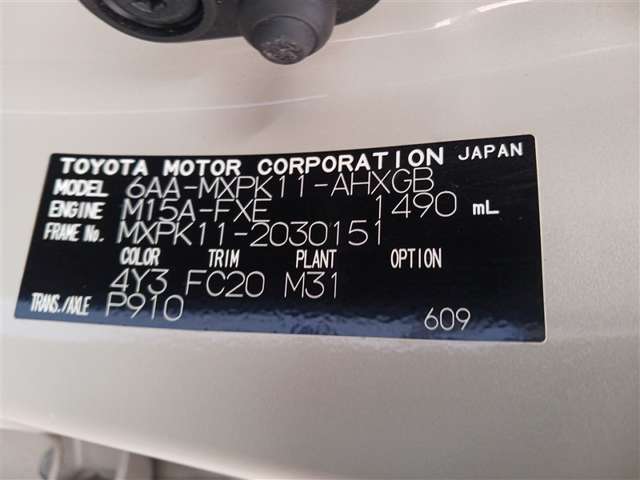 TOYOTA MOTOR CORPORATION JAPAN
MODEL 6AA-MXPK11-AHXGB
ENGINE M15A-FXE 1490 mL
FRAME No. MXPK11-2030151
COLOR TRIM PLANT OPTION
4Y3 FC20 M31
TRANS./AXLE P910 609